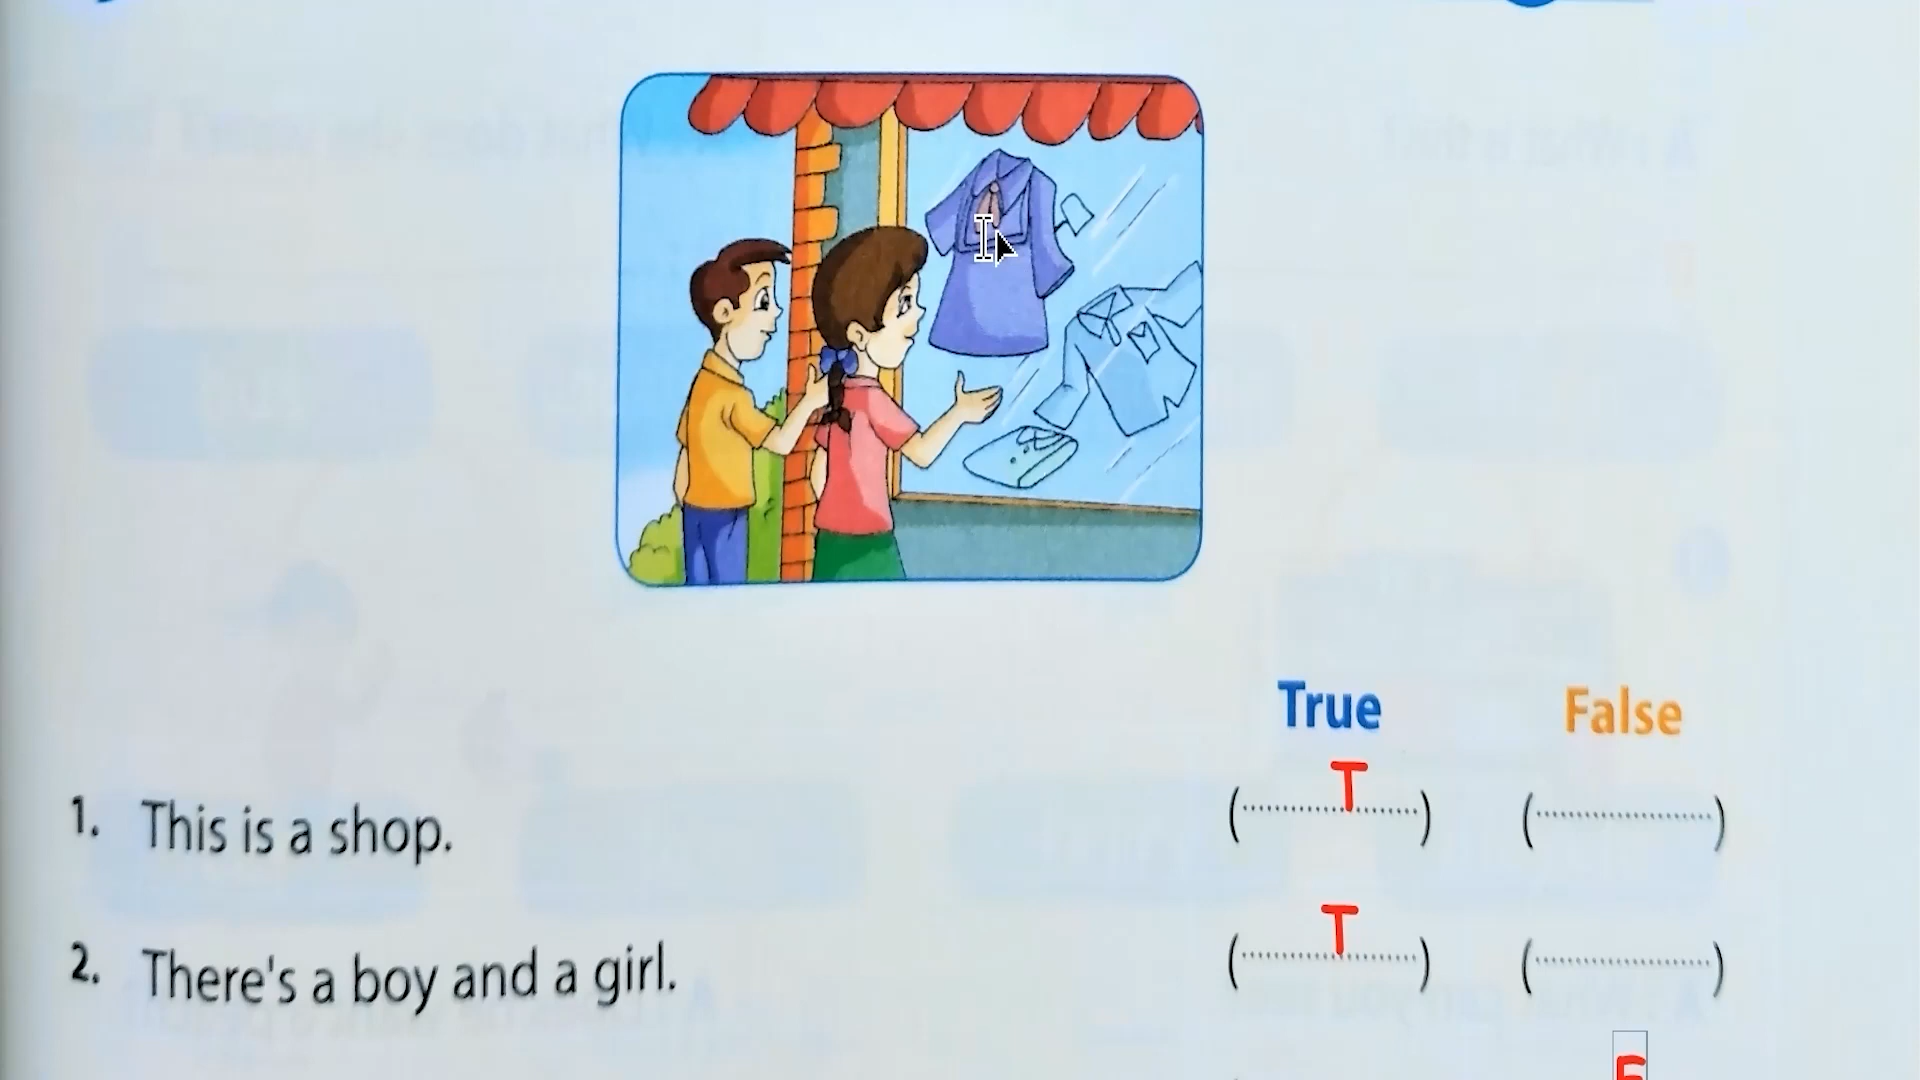 True False
T
1. This is a shop. (....................) (....................)
T
2. There's a boy and a girl. (....................) (....................)
F